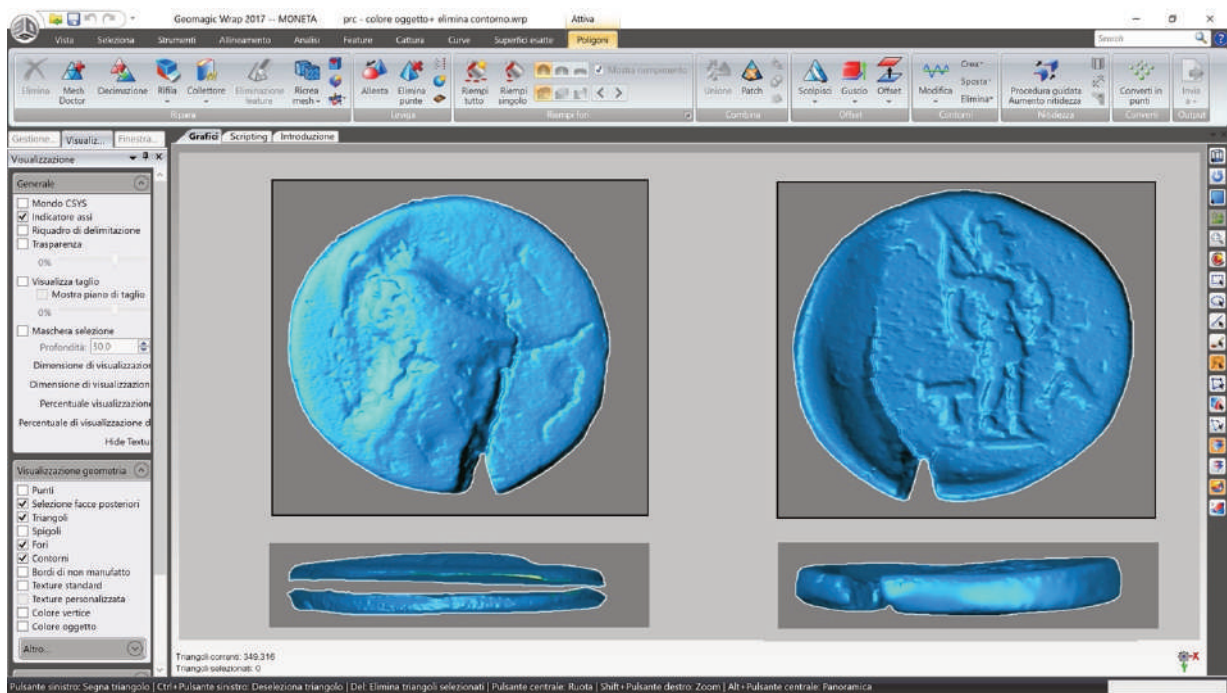 Geomagic Wrap 2017 -- MONETA prc - colore oggetto+ elimina contorno.wrp Attiva
Vista Seleziona Strumenti Allineamento Analisi Feature Cattura Curve Superfici esatte Poligoni Search
Elimina Mesh Doctor Decimazione Rifila Collettore Eliminazione feature Ricrea mesh Allenta Elimina punte Riempi tutto Riempi singolo Mostra riempimento Unione Patch Scolpisci Guscio Offset Modifica Crea Sposta Elimina Procedura guidata Aumento nitidezza Converti in punti Invia a
Ripara Leviga Riempi fori Combina Offset Contorni Nitidezza Converti Output
Gestione... Visualiz... Finestra... Grafici Scripting Introduzione
Visualizzazione
Generale
Mondo CSYS
Indicatore assi
Riquadro di delimitazione
Trasparenza
0%
Visualizza taglio
Mostra piano di taglio
0%
Maschera selezione
Profondità: 50.0
Dimensione di visualizzazion
Dimensione di visualizzazion
Percentuale visualizzazione
Percentuale di visualizzazione d
Hide Textu
Visualizzazione geometria
Punti
Selezione facce posteriori
Triangoli
Spigoli
Fori
Contorni
Bordi di non manufatto
Texture standard
Texture personalizzata
Colore vertice
Colore oggetto
Altro...
Triangoli correnti: 349.316
Triangoli selezionati: 0
X
Pulsante sinistro: Segna triangolo | Ctrl+Pulsante sinistro: Deseleziona triangolo | Del: Elimina triangoli selezionati | Pulsante centrale: Ruota | Shift+Pulsante destro: Zoom | Alt+Pulsante centrale: Panoramica